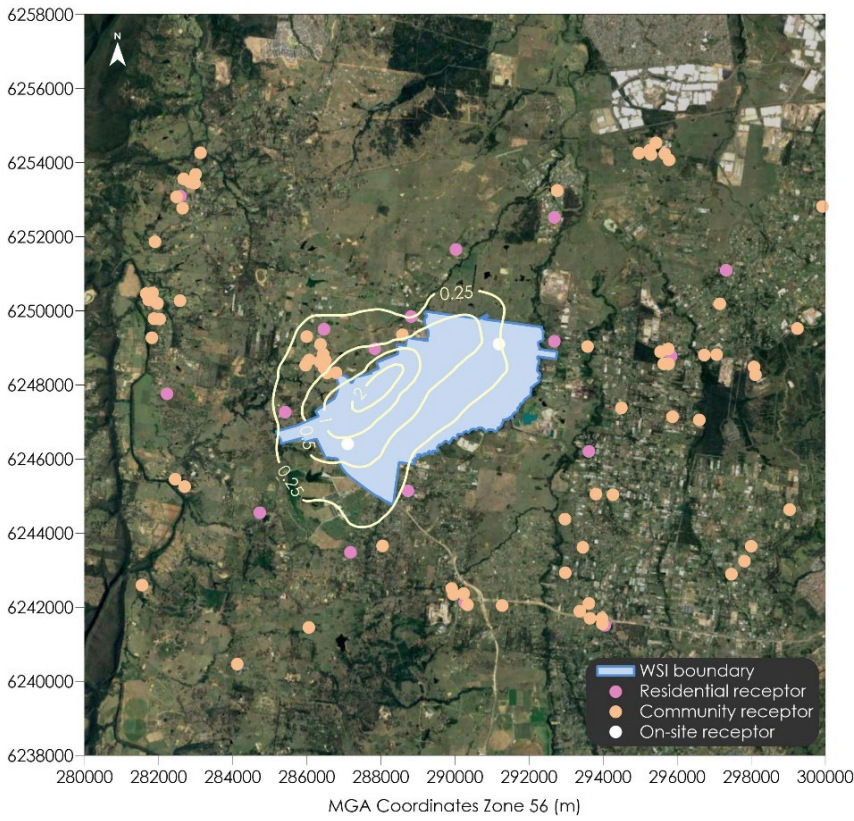 6258000
N
6256000
6254000
6252000
6250000
0.25
6248000
2
1
0.5
6246000
0.25
6244000
6242000
6240000
WSI boundary
Residential receptor
Community receptor
On-site receptor
6238000
280000 282000 284000 286000 288000 290000 292000 294000 296000 298000 300000
MGA Coordinates Zone 56 (m)